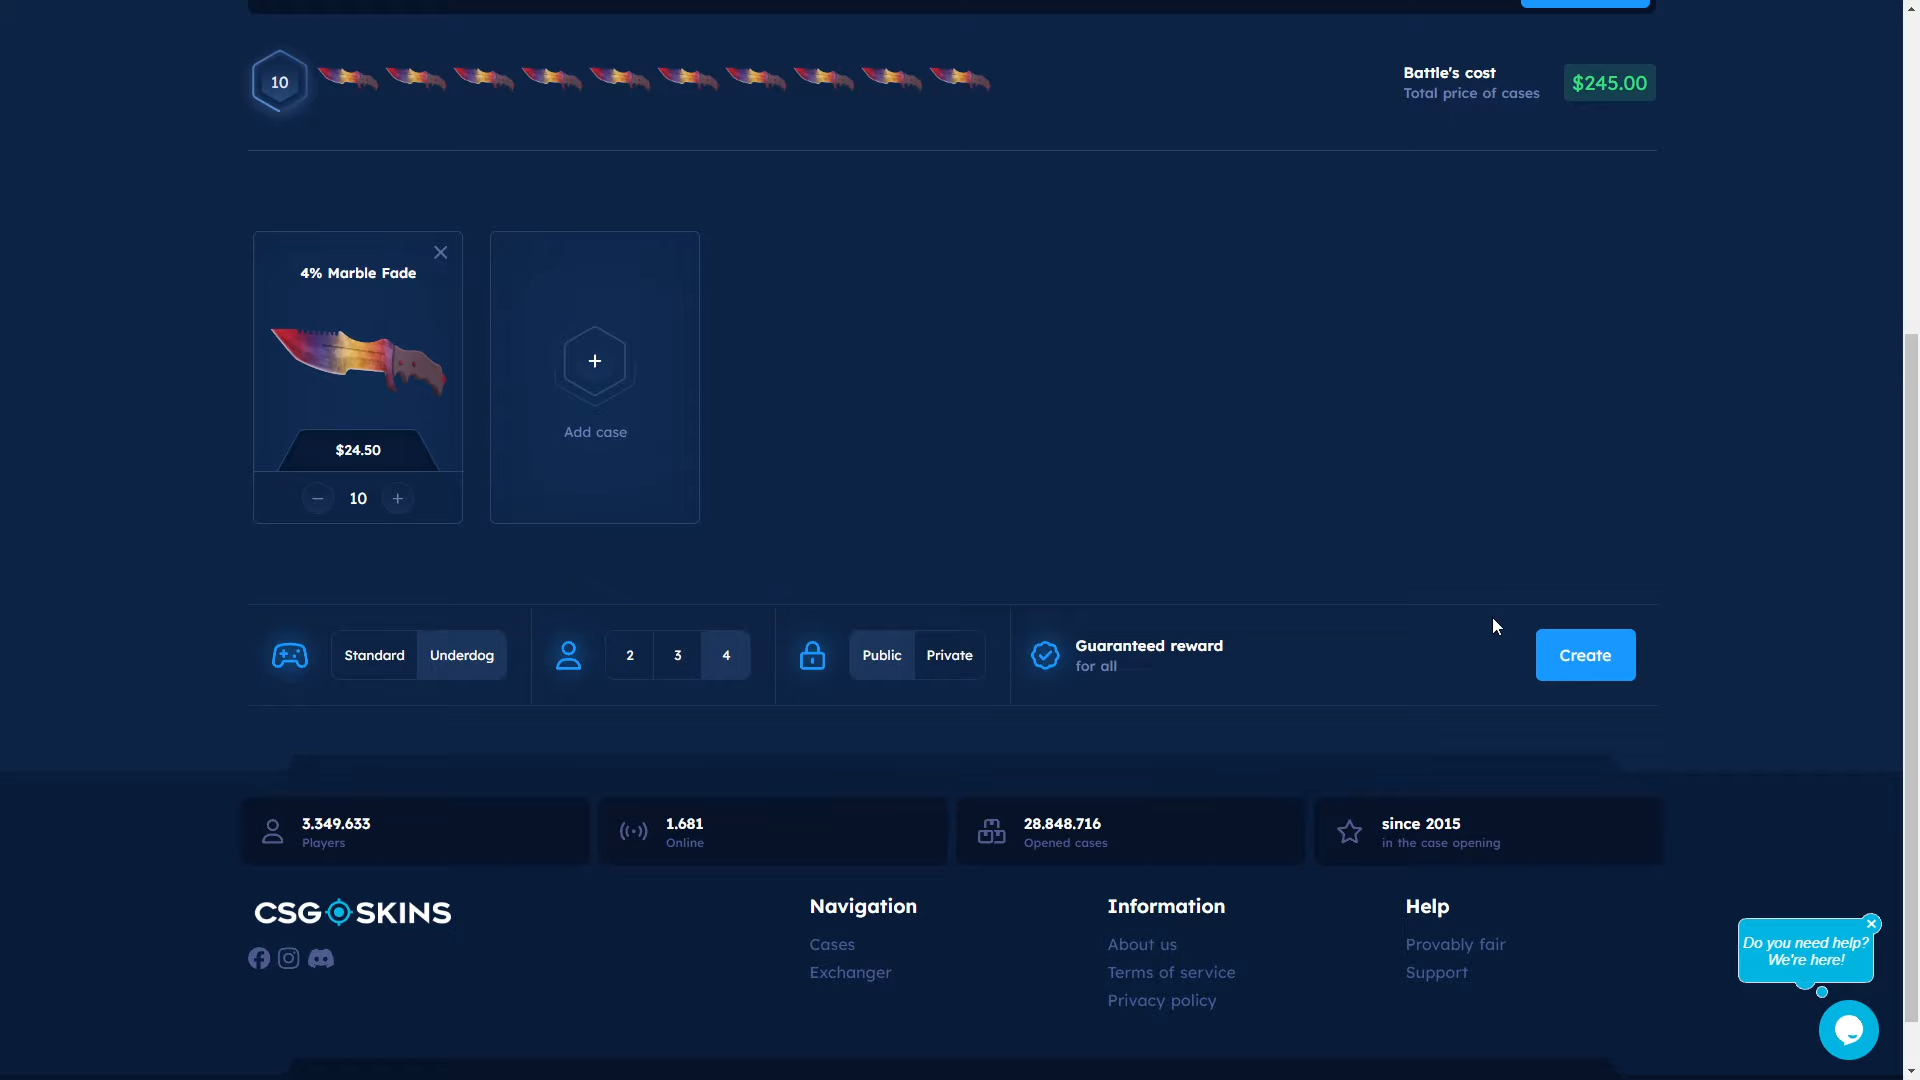 10
Battle's cost
Total price of cases
$245.00
4% Marble Fade
$24.50
10
Add case
Standard
Underdog
2
3
4
Public
Private
Guaranteed reward
for all
Create
3.349.633
Players
1.681
Online
28.848.716
Opened cases
since 2015
in the case opening
CSG SKINS
Navigation
Cases
Exchanger
Information
About us
Terms of service
Privacy policy
Help
Provably fair
Support
Do you need help?
We're here!